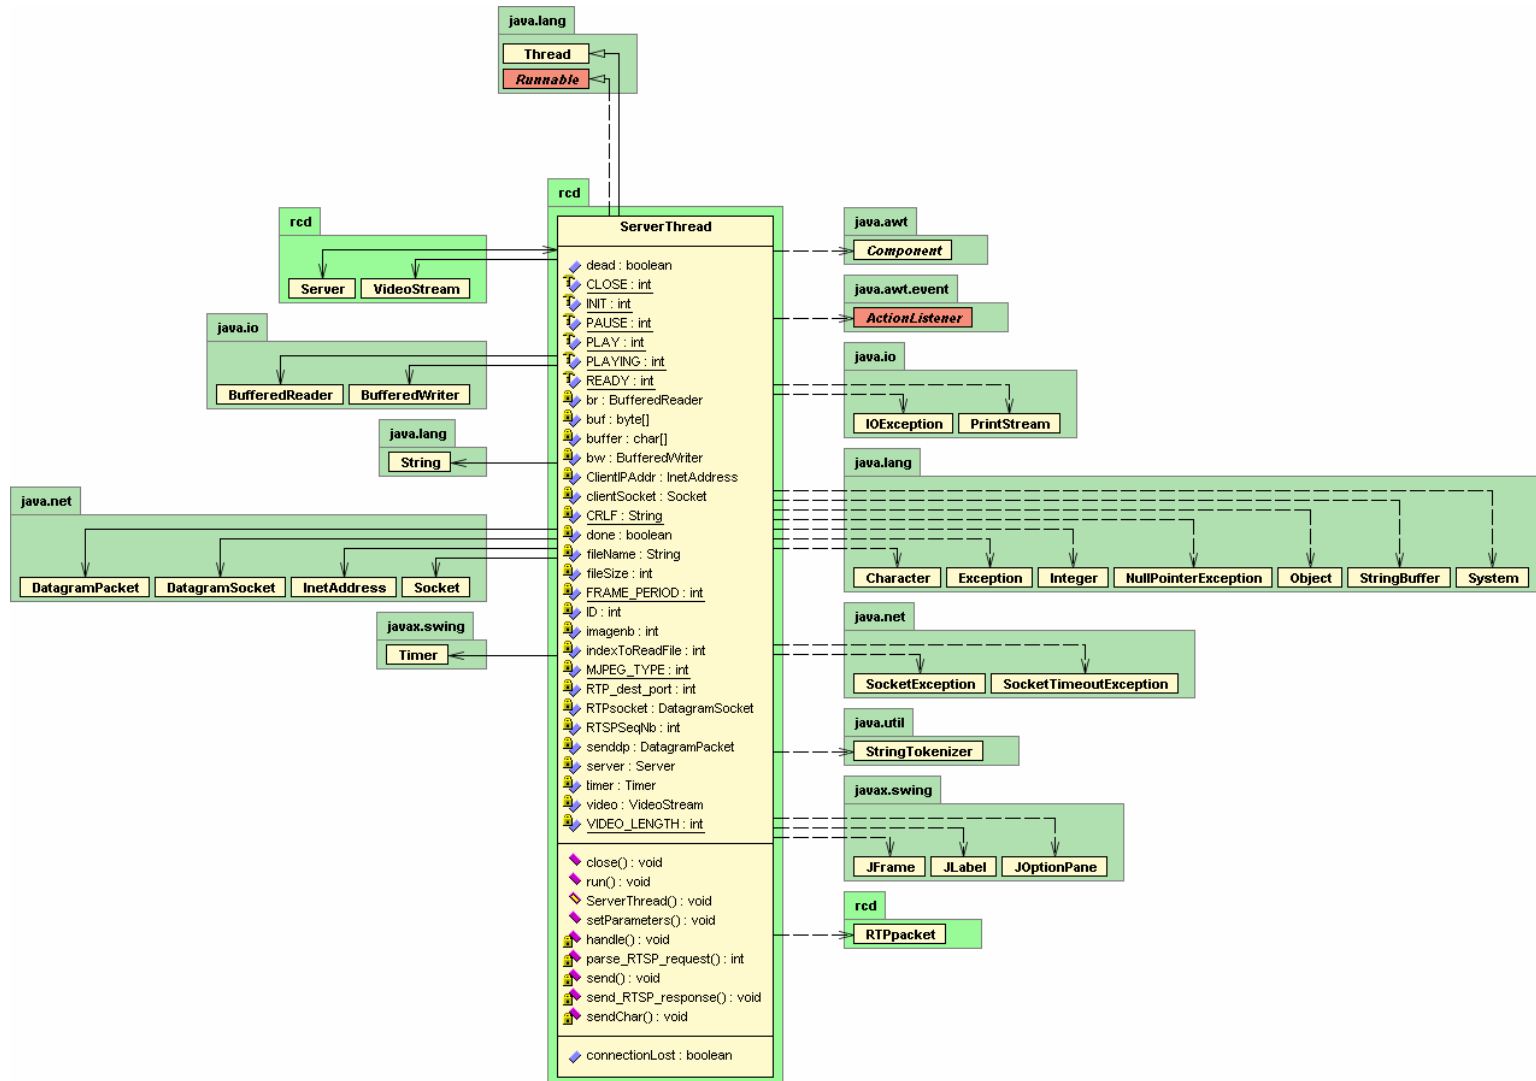 java.lang
Thread
Runnable
rcd
Server
VideoStream
java.io
BufferedReader
BufferedWriter
java.lang
String
java.net
DatagramPacket
DatagramSocket
InetAddress
Socket
javax.swing
Timer
rcd
ServerThread
dead : boolean
CLOSE : int
INIT : int
PAUSE : int
PLAY : int
PLAYING : int
READY : int
br : BufferedReader
buf : byte[]
buffer : char[]
bw : BufferedWriter
ClientIPAddr : InetAddress
clientSocket : Socket
CRLF : String
done : boolean
fileName : String
fileSize : int
FRAME_PERIOD : int
ID : int
imagenb : int
indexToReadFile : int
MJPEG_TYPE : int
RTP_dest_port : int
RTPsocket : DatagramSocket
RTSPSeqNb : int
senddp : DatagramPacket
server : Server
timer : Timer
video : VideoStream
VIDEO_LENGTH : int
close() : void
run() : void
ServerThread() : void
setParameters() : void
handle() : void
parse_RTSP_request() : int
send() : void
send_RTSP_response() : void
sendChar() : void
connectionLost : boolean
java.awt
Component
java.awt.event
ActionListener
java.io
IOException
PrintStream
java.lang
Character
Exception
Integer
NullPointerException
Object
StringBuffer
System
java.net
SocketException
SocketTimeoutException
java.util
StringTokenizer
javax.swing
JFrame
JLabel
JOptionPane
rcd
RTPpacket